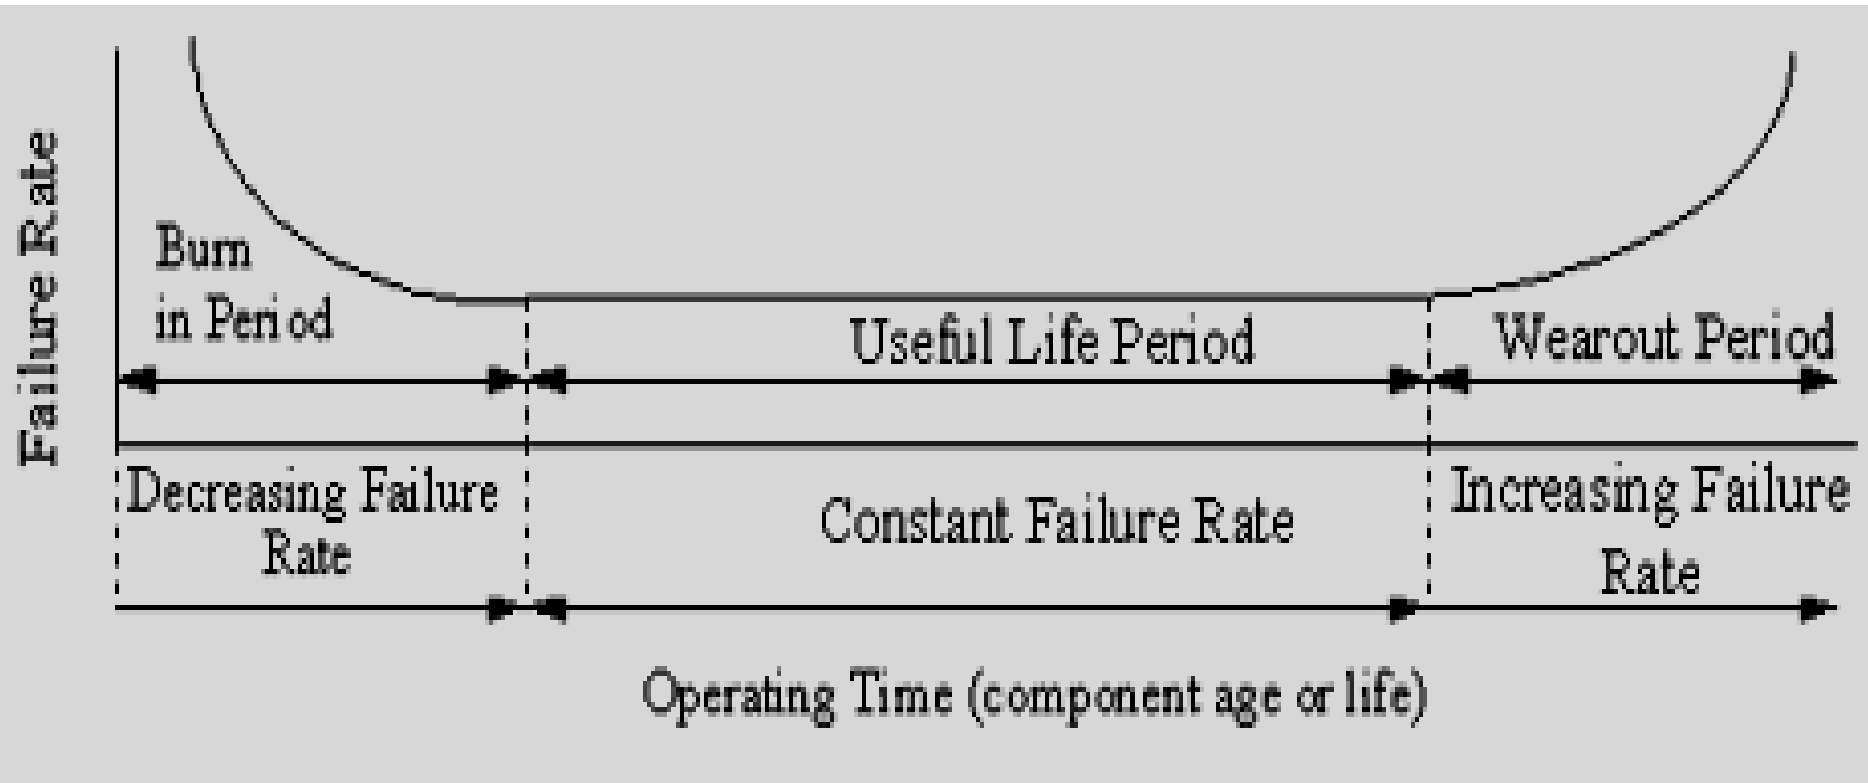 Failure Rate
Burn
in Period
Useful Life Period
Wearout Period
Decreasing Failure
Rate
Constant Failure Rate
Increasing Failure
Rate
Operating Time (component age or life)